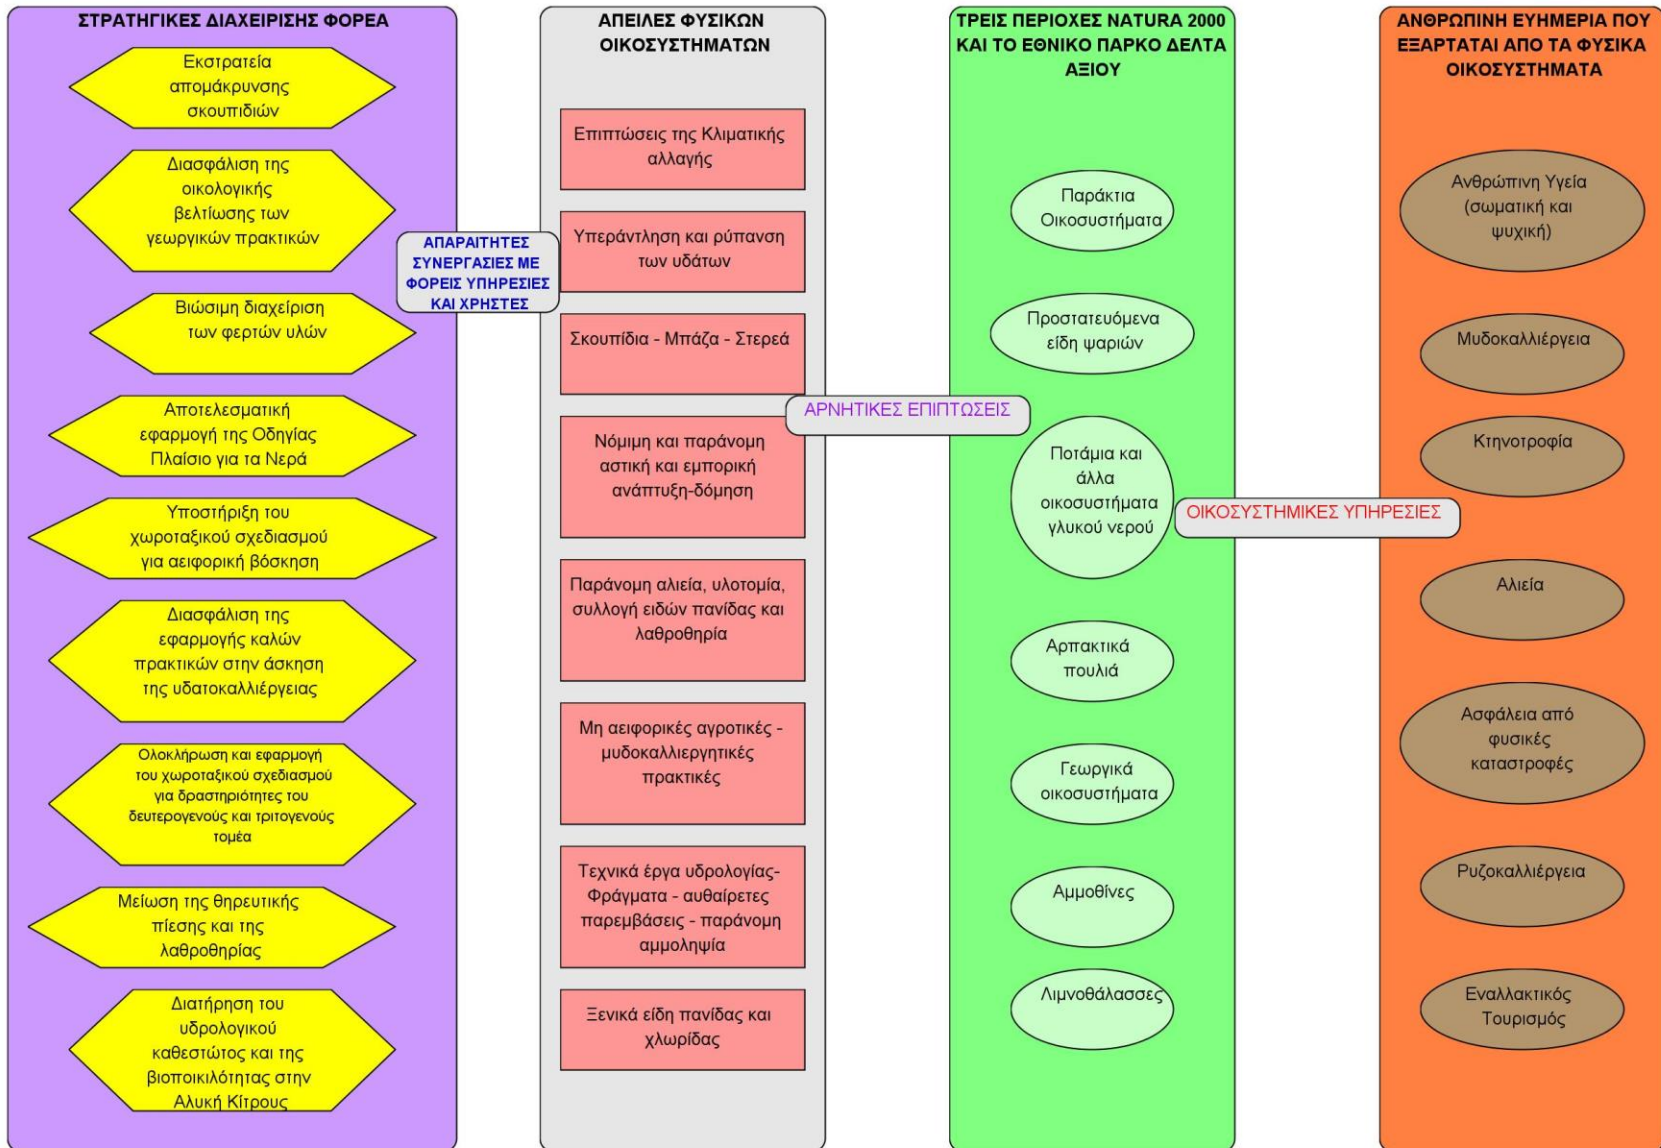 ΣΤΡΑΤΗΓΙΚΕΣ ΔΙΑΧΕΙΡΙΣΗΣ ΦΟΡΕΑ
Εκστρατεία
απομάκρυνσης
σκουπιδιών
Διασφάλιση της
οικολογικής
βελτίωσης των
γεωργικών πρακτικών
Βιώσιμη διαχείριση
των φερτών υλών
Αποτελεσματική
εφαρμογή της Οδηγίας
Πλαίσιο για τα Νερά
Υποστήριξη του
χωροταξικού σχεδιασμού
για αειφορική βόσκηση
Διασφάλιση της
εφαρμογής καλών
πρακτικών στην άσκηση
της υδατοκαλλιέργειας
Ολοκλήρωση και εφαρμογή
του χωροταξικού σχεδιασμού
για δραστηριότητες του
δευτερογενούς και τριτογενούς
τομέα
Μείωση της θηρευτικής
πίεσης και της
λαθροθηρίας
Διατήρηση του
υδρολογικού
καθεστώτος και της
βιοποικιλότητας στην
Αλυκή Κίτρους
ΑΠΑΡΑΙΤΗΤΕΣ
ΣΥΝΕΡΓΑΣΙΕΣ ΜΕ
ΦΟΡΕΙΣ ΥΠΗΡΕΣΙΕΣ
ΚΑΙ ΧΡΗΣΤΕΣ
ΑΠΕΙΛΕΣ ΦΥΣΙΚΩΝ
ΟΙΚΟΣΥΣΤΗΜΑΤΩΝ
Επιπτώσεις της Κλιματικής
αλλαγής
Υπεράντληση και ρύπανση
των υδάτων
Σκουπίδια - Μπάζα - Στερεά
Νόμιμη και παράνομη
αστική και εμπορική
ανάπτυξη-δόμηση
Παράνομη αλιεία, υλοτομία,
συλλογή ειδών πανίδας και
λαθροθηρία
Μη αειφορικές αγροτικές -
μυδοκαλλιεργητικές
πρακτικές
Τεχνικά έργα υδρολογίας-
Φράγματα - αυθαίρετες
παρεμβάσεις - παράνομη
αμμοληψία
Ξενικά είδη πανίδας και
χλωρίδας
ΑΡΝΗΤΙΚΕΣ ΕΠΙΠΤΩΣΕΙΣ
ΤΡΕΙΣ ΠΕΡΙΟΧΕΣ NATURA 2000
ΚΑΙ ΤΟ ΕΘΝΙΚΟ ΠΑΡΚΟ ΔΕΛΤΑ
ΑΞΙΟΥ
Παράκτια
Οικοσυστήματα
Προστατευόμενα
είδη ψαριών
Ποτάμια και
άλλα
οικοσυστήματα
γλυκού νερού
Αρπακτικά
πουλιά
Γεωργικά
οικοσυστήματα
Αμμοθίνες
Λιμνοθάλασσες
ΟΙΚΟΣΥΣΤΗΜΙΚΕΣ ΥΠΗΡΕΣΙΕΣ
ΑΝΘΡΩΠΙΝΗ ΕΥΗΜΕΡΙΑ ΠΟΥ
ΕΞΑΡΤΑΤΑΙ ΑΠΟ ΤΑ ΦΥΣΙΚΑ
ΟΙΚΟΣΥΣΤΗΜΑΤΑ
Ανθρώπινη Υγεία
(σωματική και
ψυχική)
Μυδοκαλλιέργεια
Κτηνοτροφία
Αλιεία
Ασφάλεια από
φυσικές
καταστροφές
Ρυζοκαλλιέργεια
Εναλλακτικός
Τουρισμός